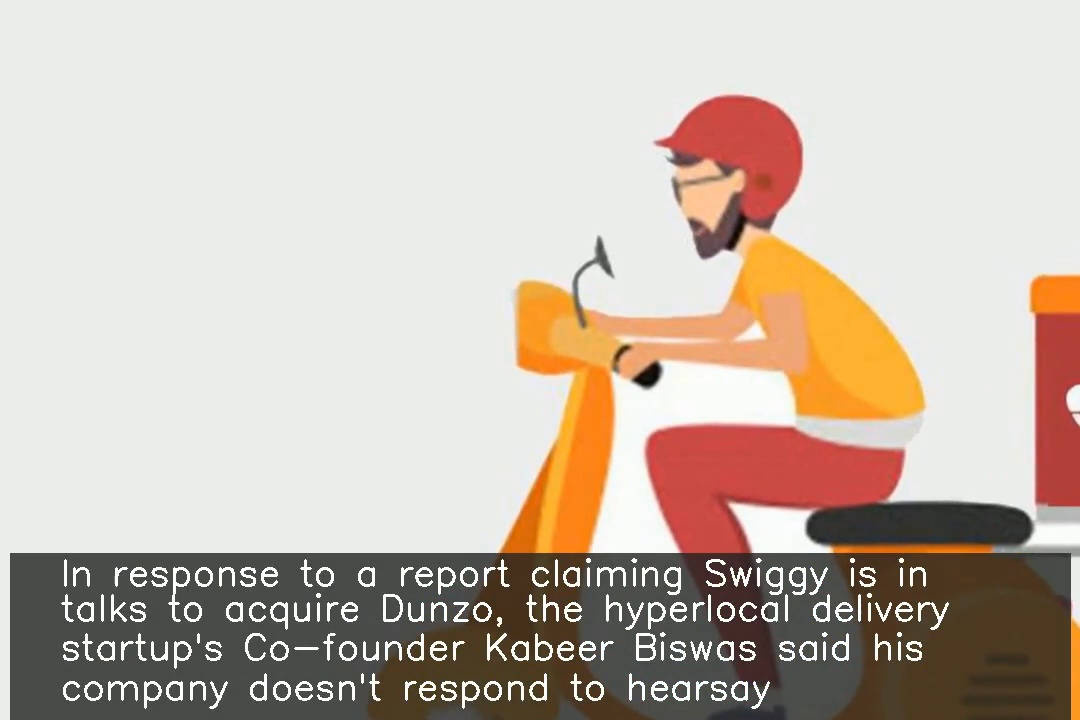 In response to a report claiming Swiggy is in
talks to acquire Dunzo, the hyperlocal delivery
startup's Co–founder Kabeer Biswas said his
company doesn't respond to hearsay